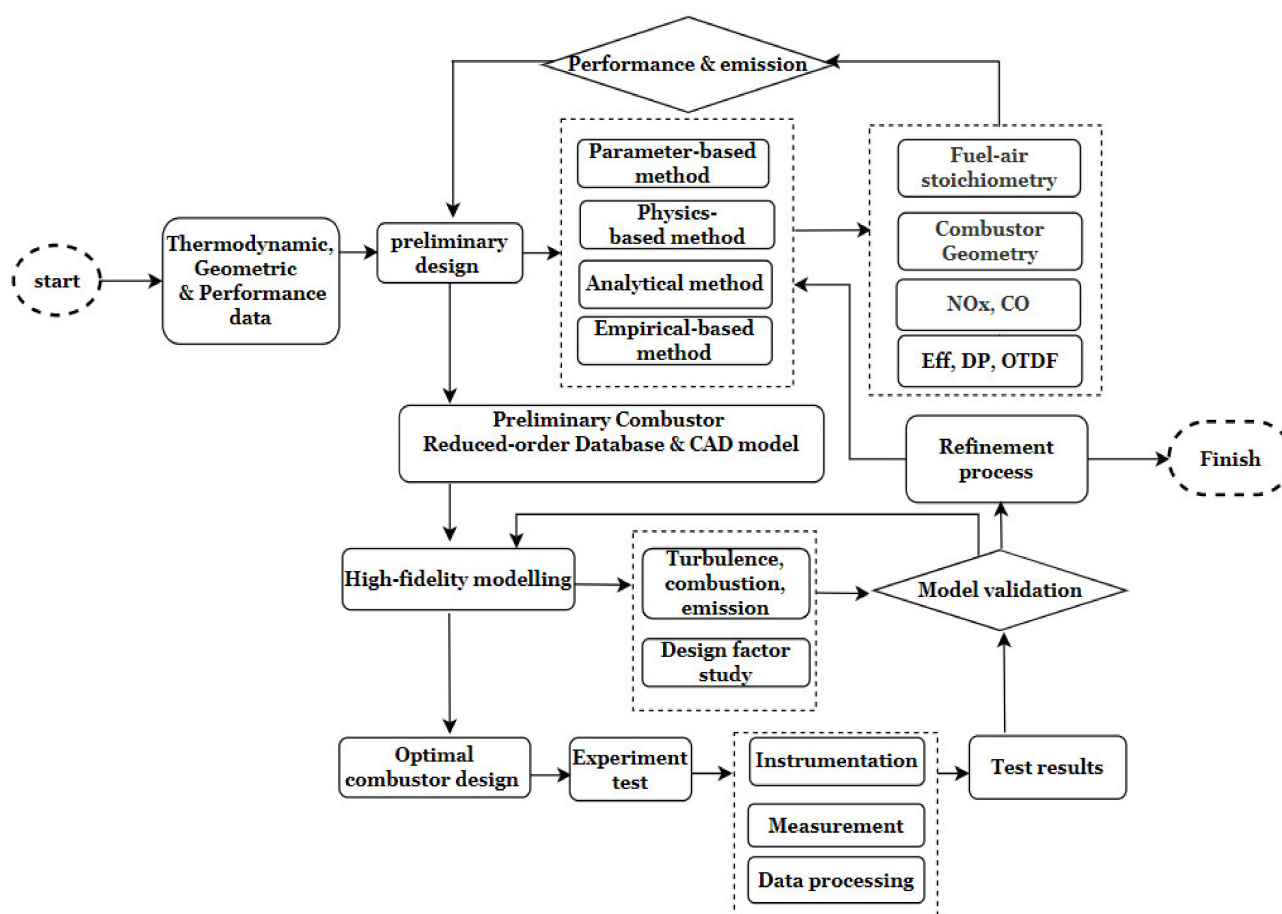 Performance & emission
Parameter-based
method
Physics-
based method
Analytical method
Empirical-based
method
Fuel-air
stoichiometry
Combustor
Geometry
NOx, CO
Eff, DP, OTDF
start
Thermodynamic,
Geometric
& Performance
data
preliminary
design
Preliminary Combustor
Reduced-order Database & CAD model
Refinement
process
Finish
High-fidelity modelling
Turbulence,
combustion,
emission
Design factor
study
Model validation
Optimal
combustor design
Experiment
test
Instrumentation
Measurement
Data processing
Test results